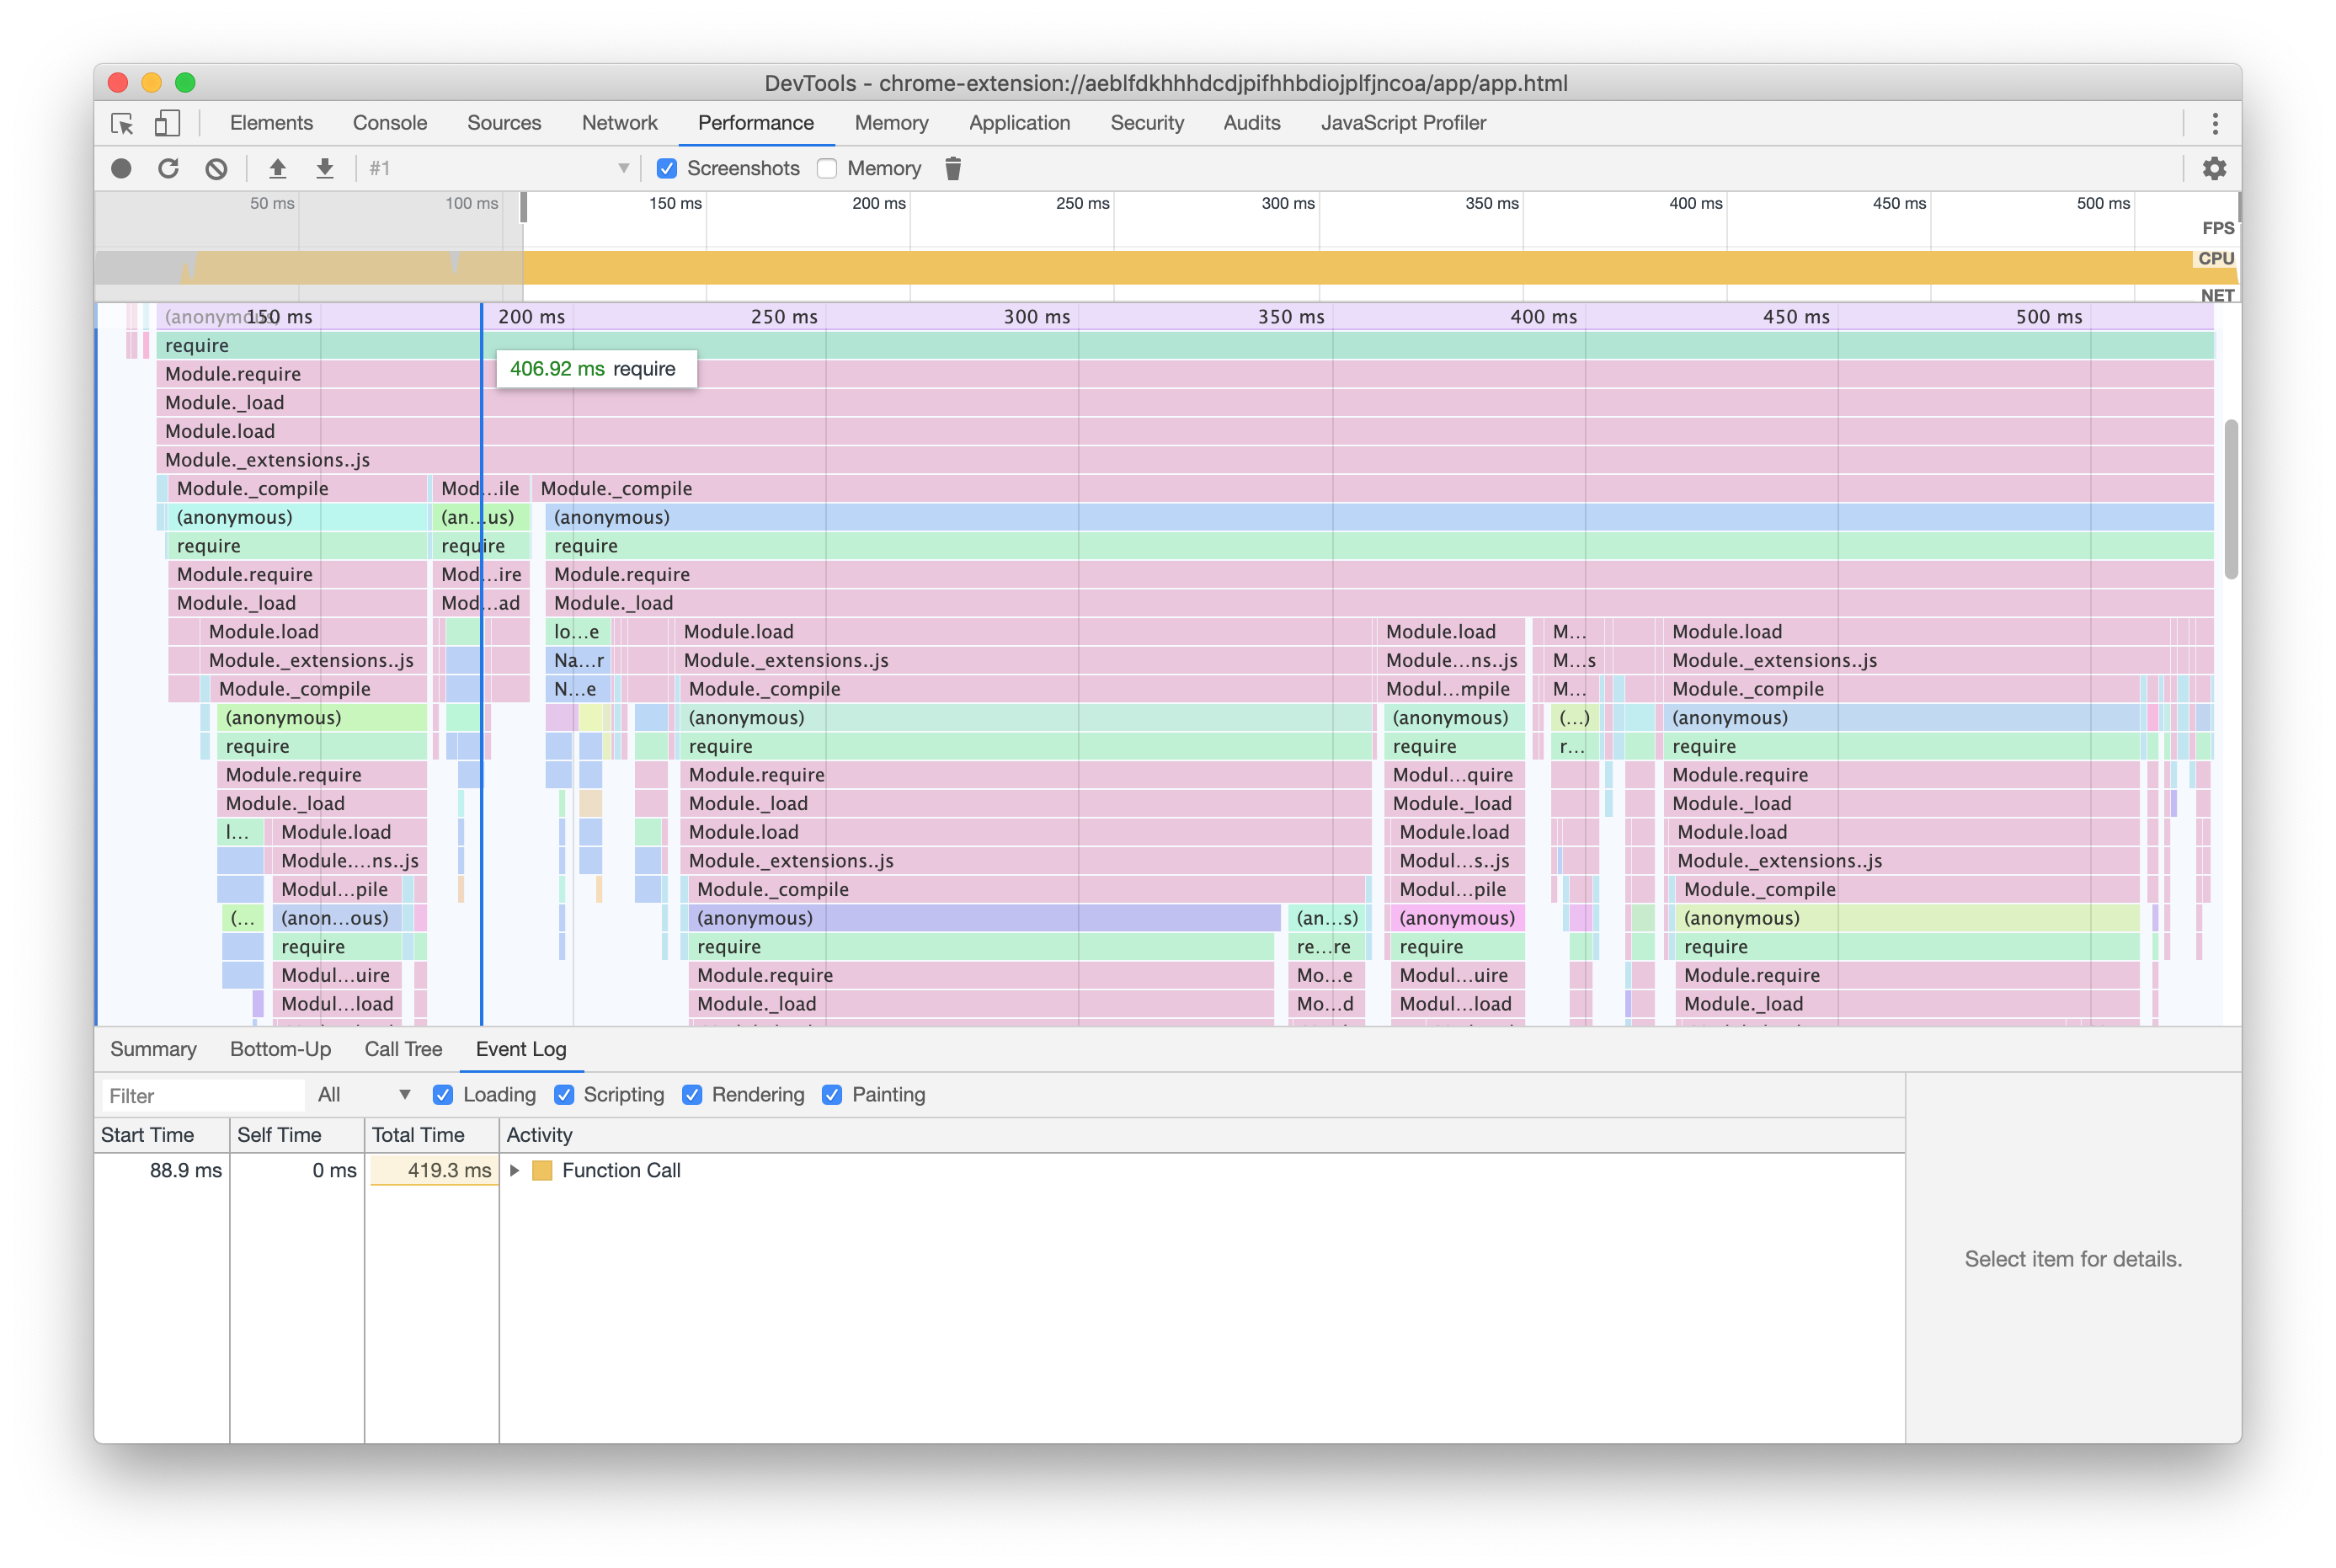 DevTools - chrome-extension://aeblfdkhhhdcdjpifhhbdiojplfjncoa/app/app.html
Elements Console Sources Network Performance Memory Application Security Audits JavaScript Profiler
#1 Screenshots Memory
50 ms 100 ms 150 ms 200 ms 250 ms 300 ms 350 ms 400 ms 450 ms 500 ms
FPS
CPU
NET
(anonymous) 150 ms 200 ms 250 ms 300 ms 350 ms 400 ms 450 ms 500 ms
require
406.92 ms require
Module.require
Module._load
Module.load
Module._extensions..js
Module._compile Mod…ile Module._compile
(anonymous) (an…us) (anonymous)
require require require
Module.require Mod…ire Module.require
Module._load Mod…ad Module._load
Module.load lo…e Module.load Module.load M… Module.load
Module._extensions..js Na…r Module._extensions..js Module…ns..js M…s Module._extensions..js
Module._compile N…e Module._compile Modul…mpile M… Module._compile
(anonymous) (anonymous) (anonymous) (…) (anonymous)
require require require r… require
Module.require Module.require Modul…quire Module.require
Module._load Module._load Module._load Module._load
l… Module.load Module.load Module.load Module.load
Module.…ns..js Module._extensions..js Modul…s..js Module._extensions..js
Modul…pile Module._compile Modul…pile Module._compile
(… (anon…ous) (anonymous) (an…s) (anonymous) (anonymous)
require require re…re require require
Modul…uire Module.require Mo…e Modul…uire Module.require
Modul…load Module._load Mo…d Modul…load Module._load
Summary Bottom-Up Call Tree Event Log
Filter All Loading Scripting Rendering Painting
Start Time Self Time Total Time Activity
88.9 ms 0 ms 419.3 ms Function Call
Select item for details.